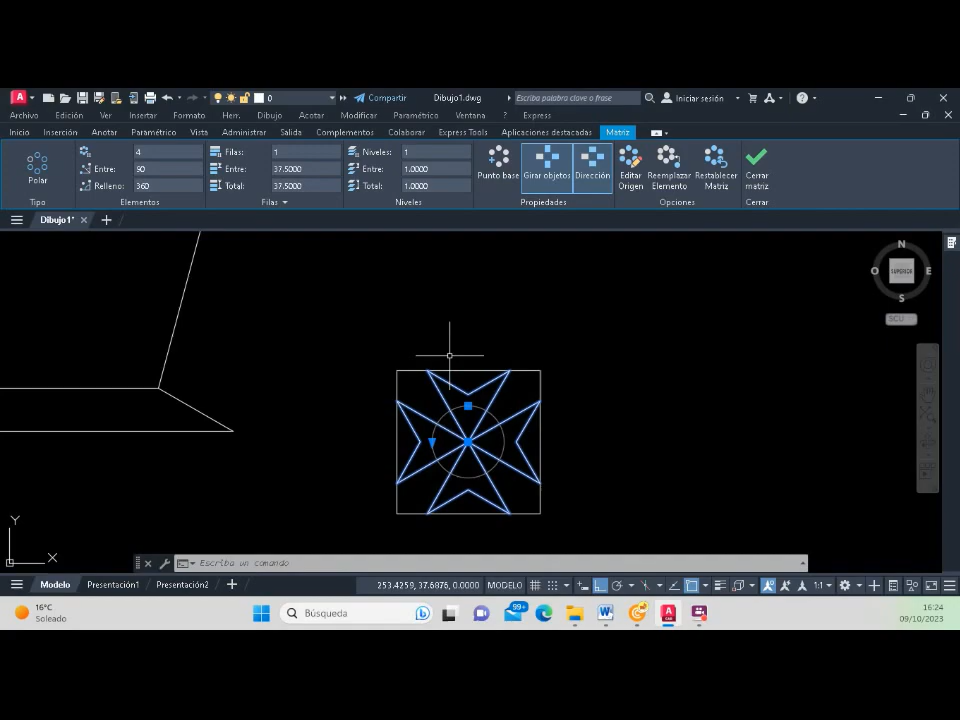 A Compartir Dibujo1.dwg Escriba palabra clave o frase Iniciar sesión
0
Archivo Edición Ver Insertar Formato Herr. Dibujo Acotar Modificar Paramétrico Ventana ? Express
Inicio Inserción Anotar Paramétrico Vista Administrar Salida Complementos Colaborar Express Tools Aplicaciones destacadas Matriz
4 Filas: 1 Niveles: 1
Entre: 90 Entre: 37.5000 Entre: 1.0000
Relleno: 360 Total: 37.5000 Total: 1.0000
Polar Punto base Girar objetos Dirección Editar Origen Reemplazar Elemento Restablecer Matriz Cerrar matriz
Tipo Elementos Filas Niveles Propiedades Opciones Cerrar
Dibujo1*
N
O SUPERIOR E
S
SCU
Y
X
Escriba un comando
Modelo Presentación1 Presentación2 253.4259, 37.6876, 0.0000 MODELO 1:1
16°C
Soleado
Búsqueda
99+
16:24
09/10/2023